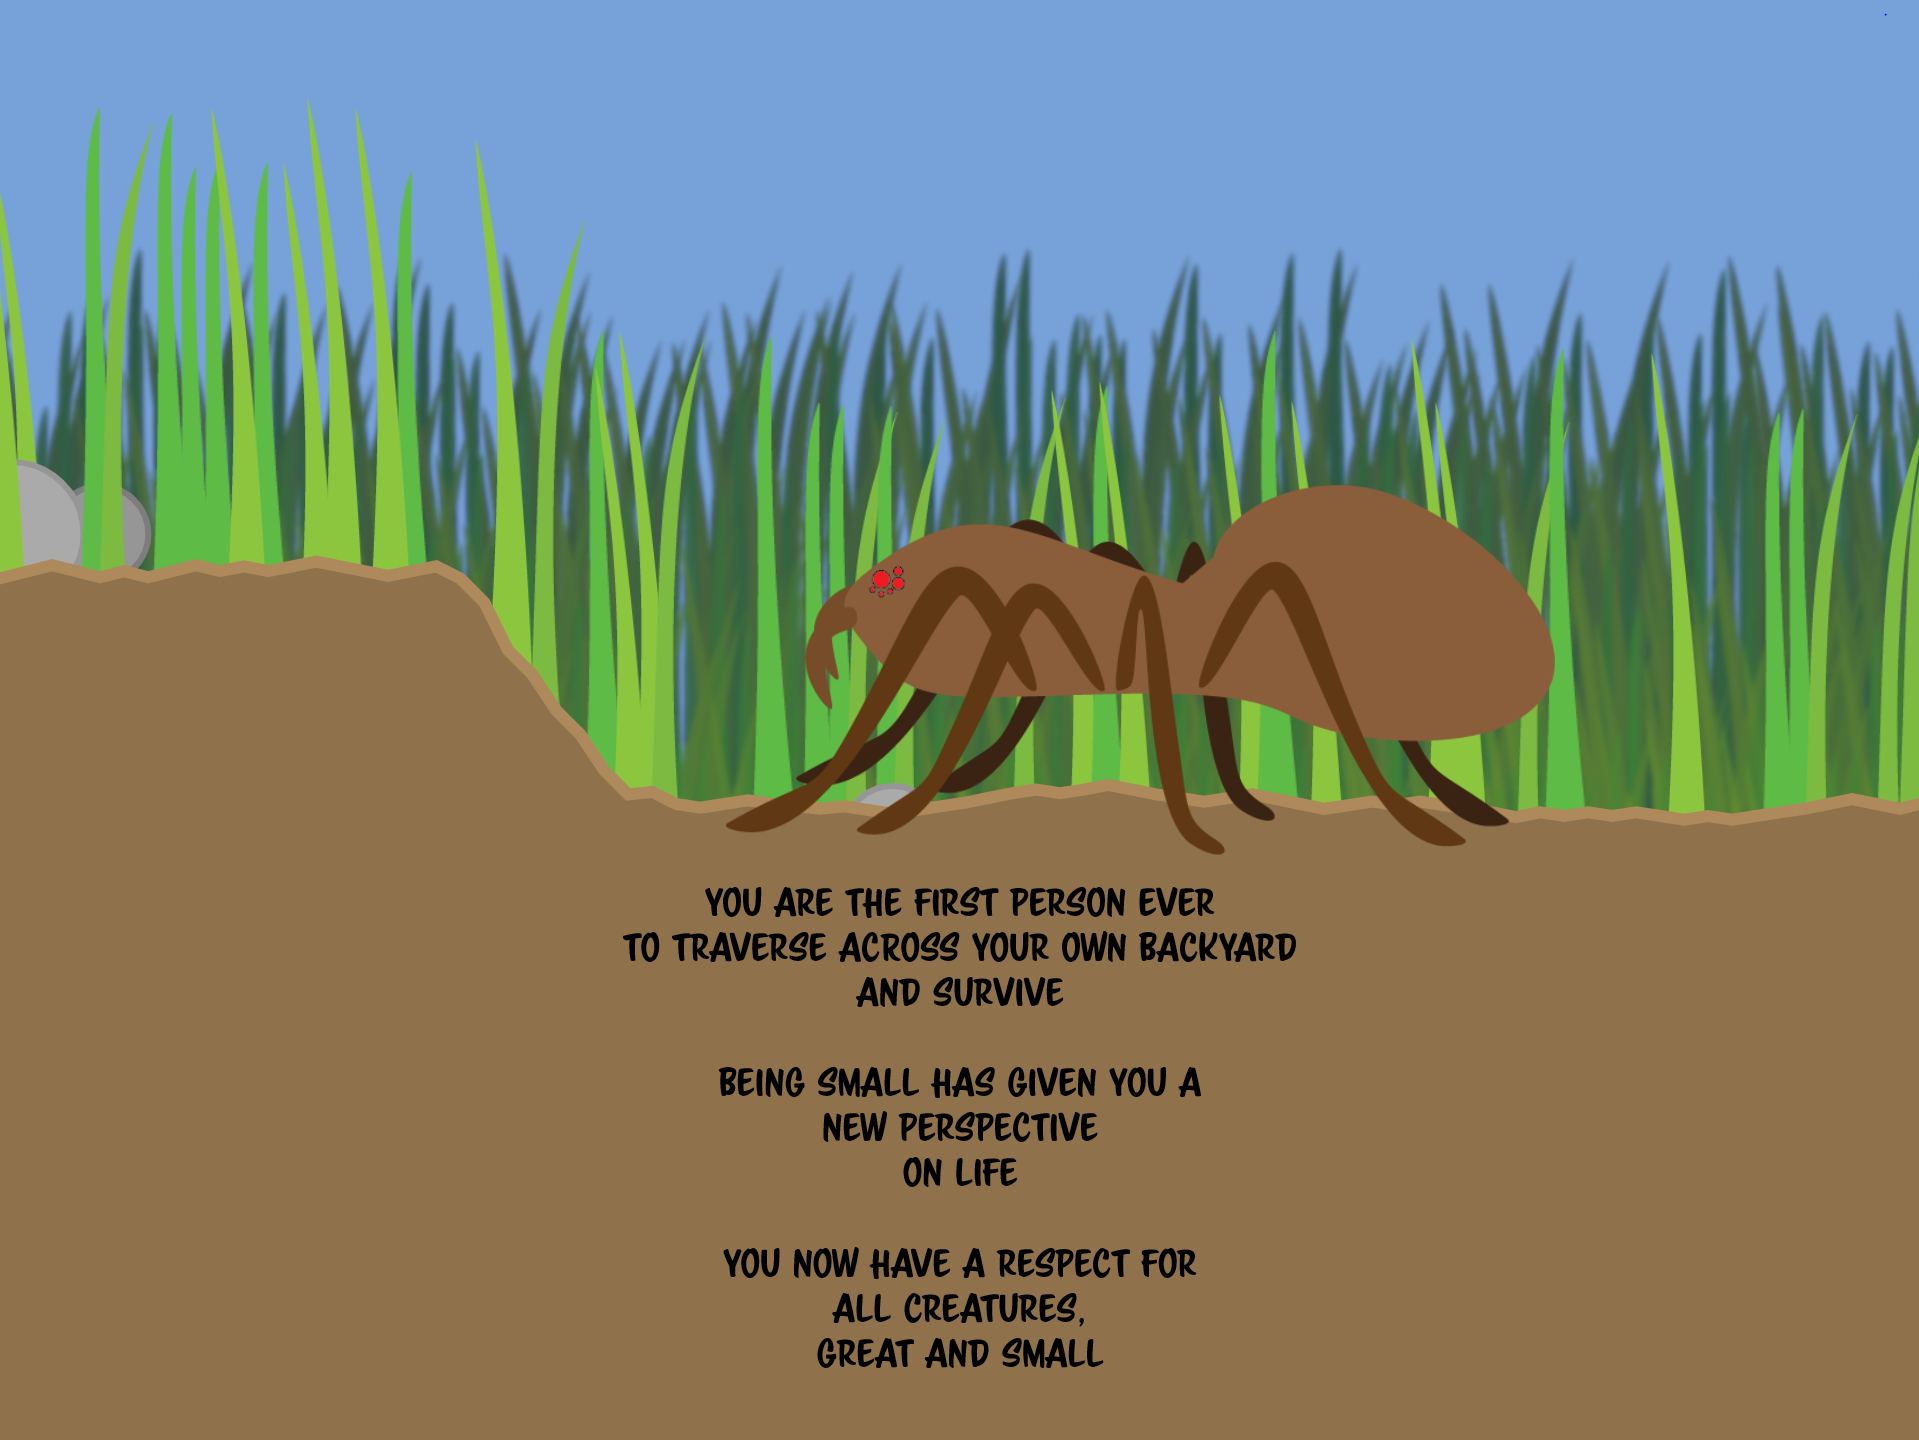 YOU ARE THE FIRST PERSON EVER
TO TRAVERSE ACROSS YOUR OWN BACKYARD
AND SURVIVE
BEING SMALL HAS GIVEN YOU A
NEW PERSPECTIVE
ON LIFE
YOU NOW HAVE A RESPECT FOR
ALL CREATURES,
GREAT AND SMALL